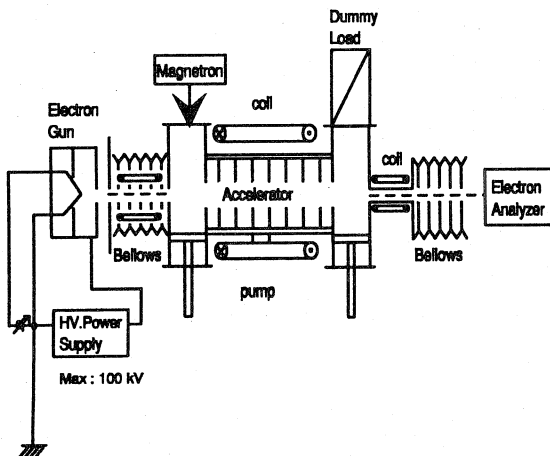 Dummy
Load
Magnetron
coil
Electron
Gun
coil
Accelerator
Electron
Analyzer
Bellows
Bellows
pump
HV.Power
Supply
Max : 100 kV